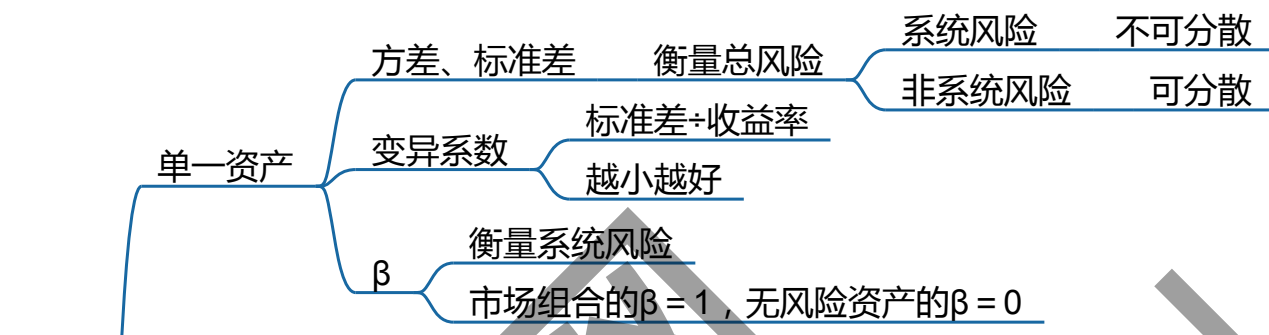 系统风险 不可分散
方差、标准差 衡量总风险
非系统风险 可分散
标准差÷收益率
变异系数
单一资产
越小越好
衡量系统风险
β
市场组合的β = 1，无风险资产的β = 0